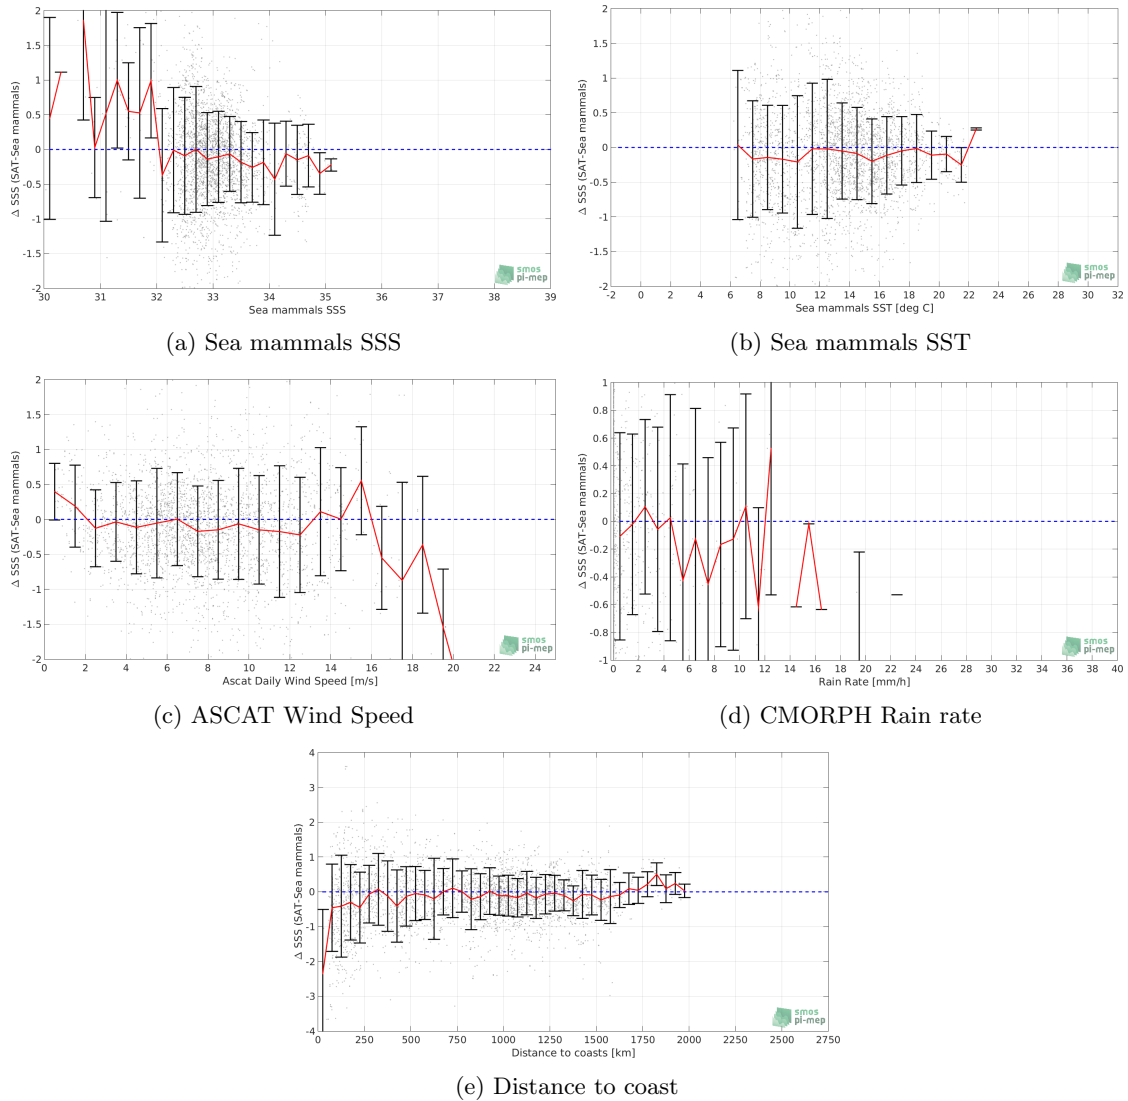 2
1.5
1
0.5
0
-0.5
-1
-1.5
-2
Δ SSS (SAT-Sea mammals)
30 31 32 33 34 35 36 37 38 39
Sea mammals SSS
smos
pi-mep
(a) Sea mammals SSS
2
1.5
1
0.5
0
-0.5
-1
-1.5
-2
Δ SSS (SAT-Sea mammals)
-2 0 2 4 6 8 10 12 14 16 18 20 22 24 26 28 30 32
Sea mammals SST [deg C]
smos
pi-mep
(b) Sea mammals SST
2
1.5
1
0.5
0
-0.5
-1
-1.5
-2
Δ SSS (SAT-Sea mammals)
0 2 4 6 8 10 12 14 16 18 20 22 24
Ascat Daily Wind Speed [m/s]
smos
pi-mep
(c) ASCAT Wind Speed
1
0.8
0.6
0.4
0.2
0
-0.2
-0.4
-0.6
-0.8
-1
Δ SSS (SAT-Sea mammals)
0 2 4 6 8 10 12 14 16 18 20 22 24 26 28 30 32 34 36 38 40
Rain Rate [mm/h]
smos
pi-mep
(d) CMORPH Rain rate
4
3
2
1
0
-1
-2
-3
-4
Δ SSS (SAT-Sea mammals)
0 250 500 750 1000 1250 1500 1750 2000 2250 2500 2750
Distance to coasts [km]
smos
pi-mep
(e) Distance to coast